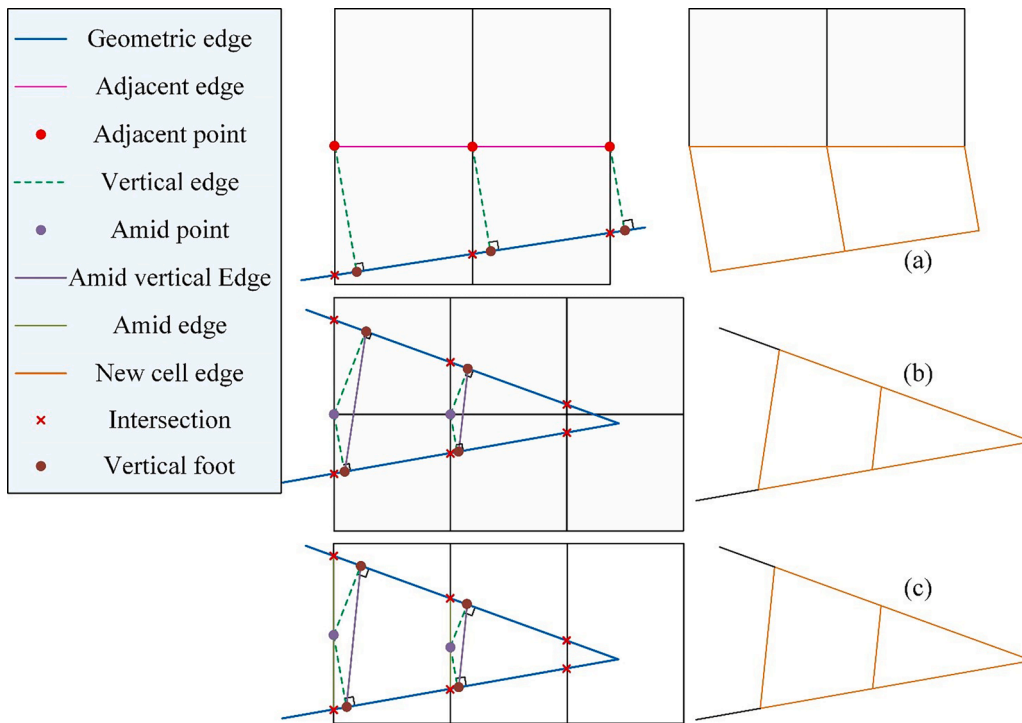 Geometric edge
Adjacent edge
Adjacent point
Vertical edge
Amid point
Amid vertical Edge
Amid edge
New cell edge
Intersection
Vertical foot
(a)
(b)
(c)